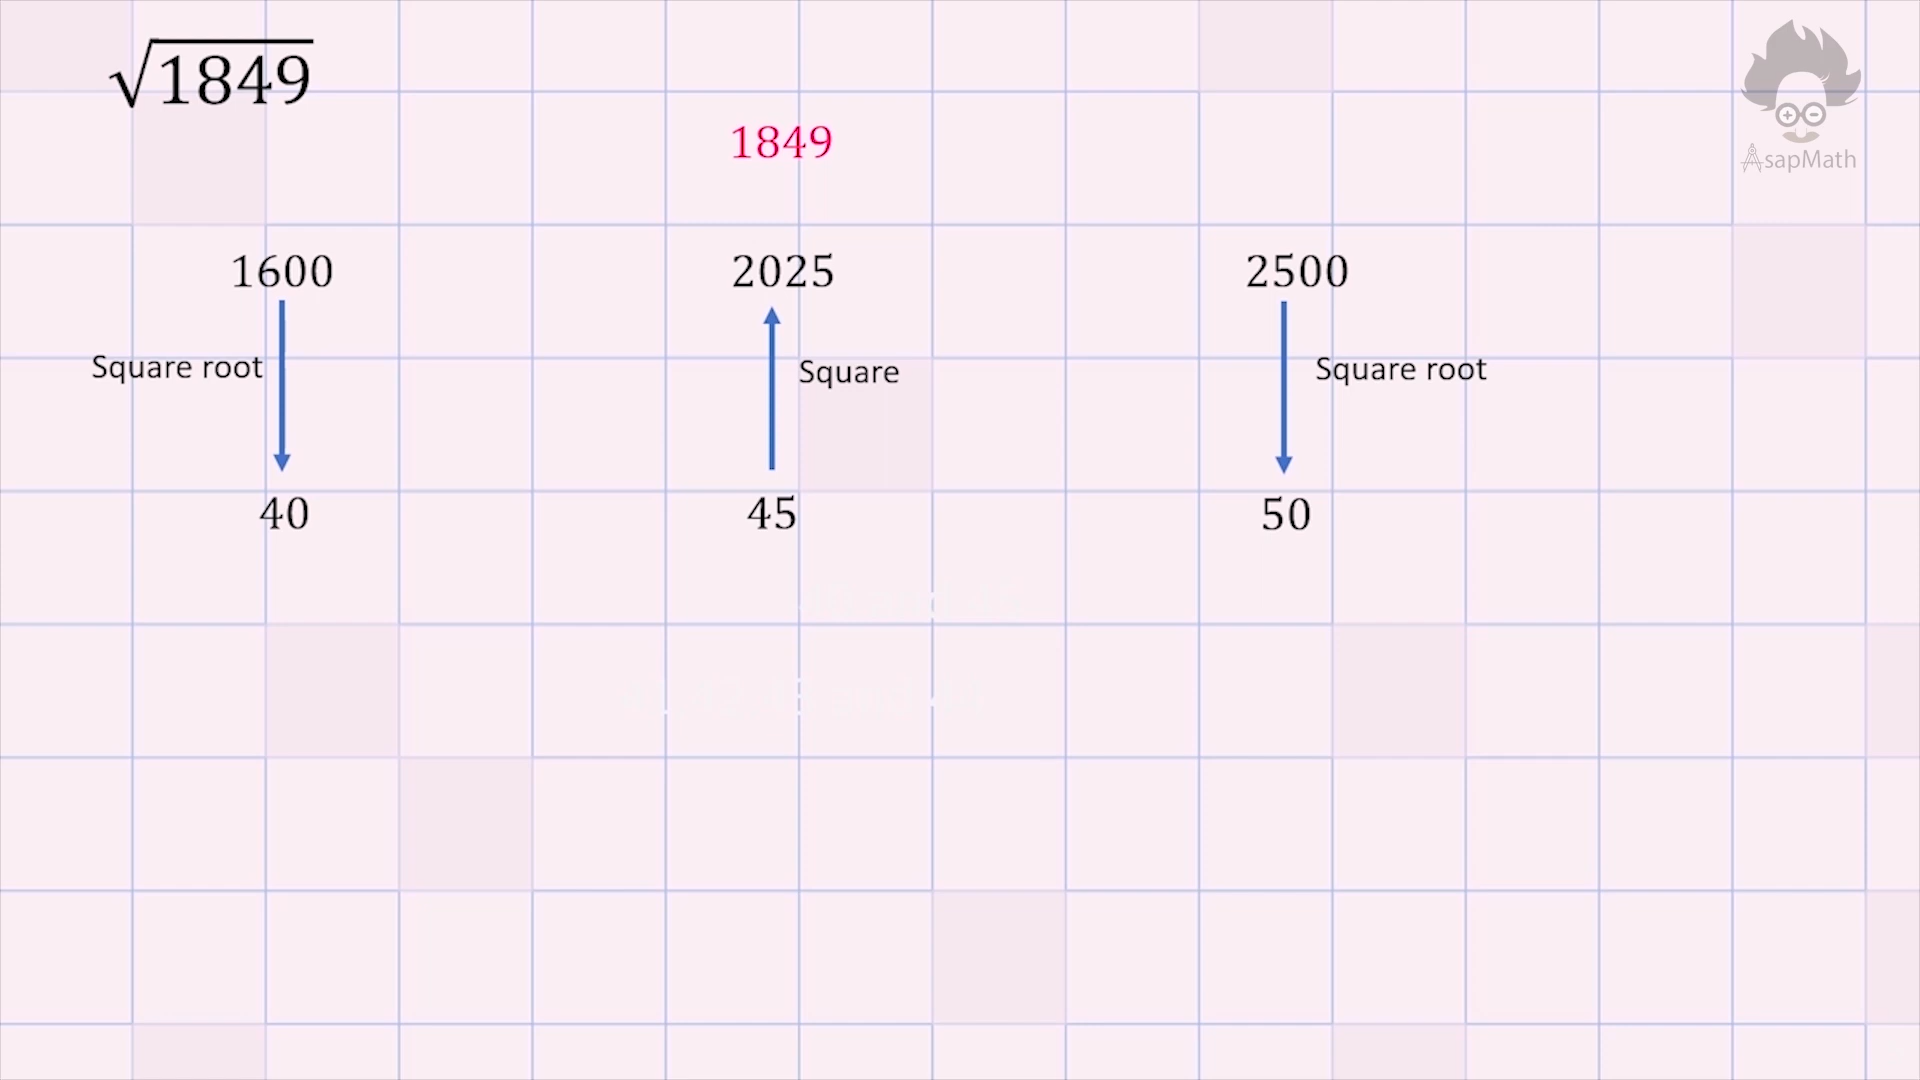 √1849
1849
AsapMath
1600 2025 2500
Square root Square Square root
40 45 50